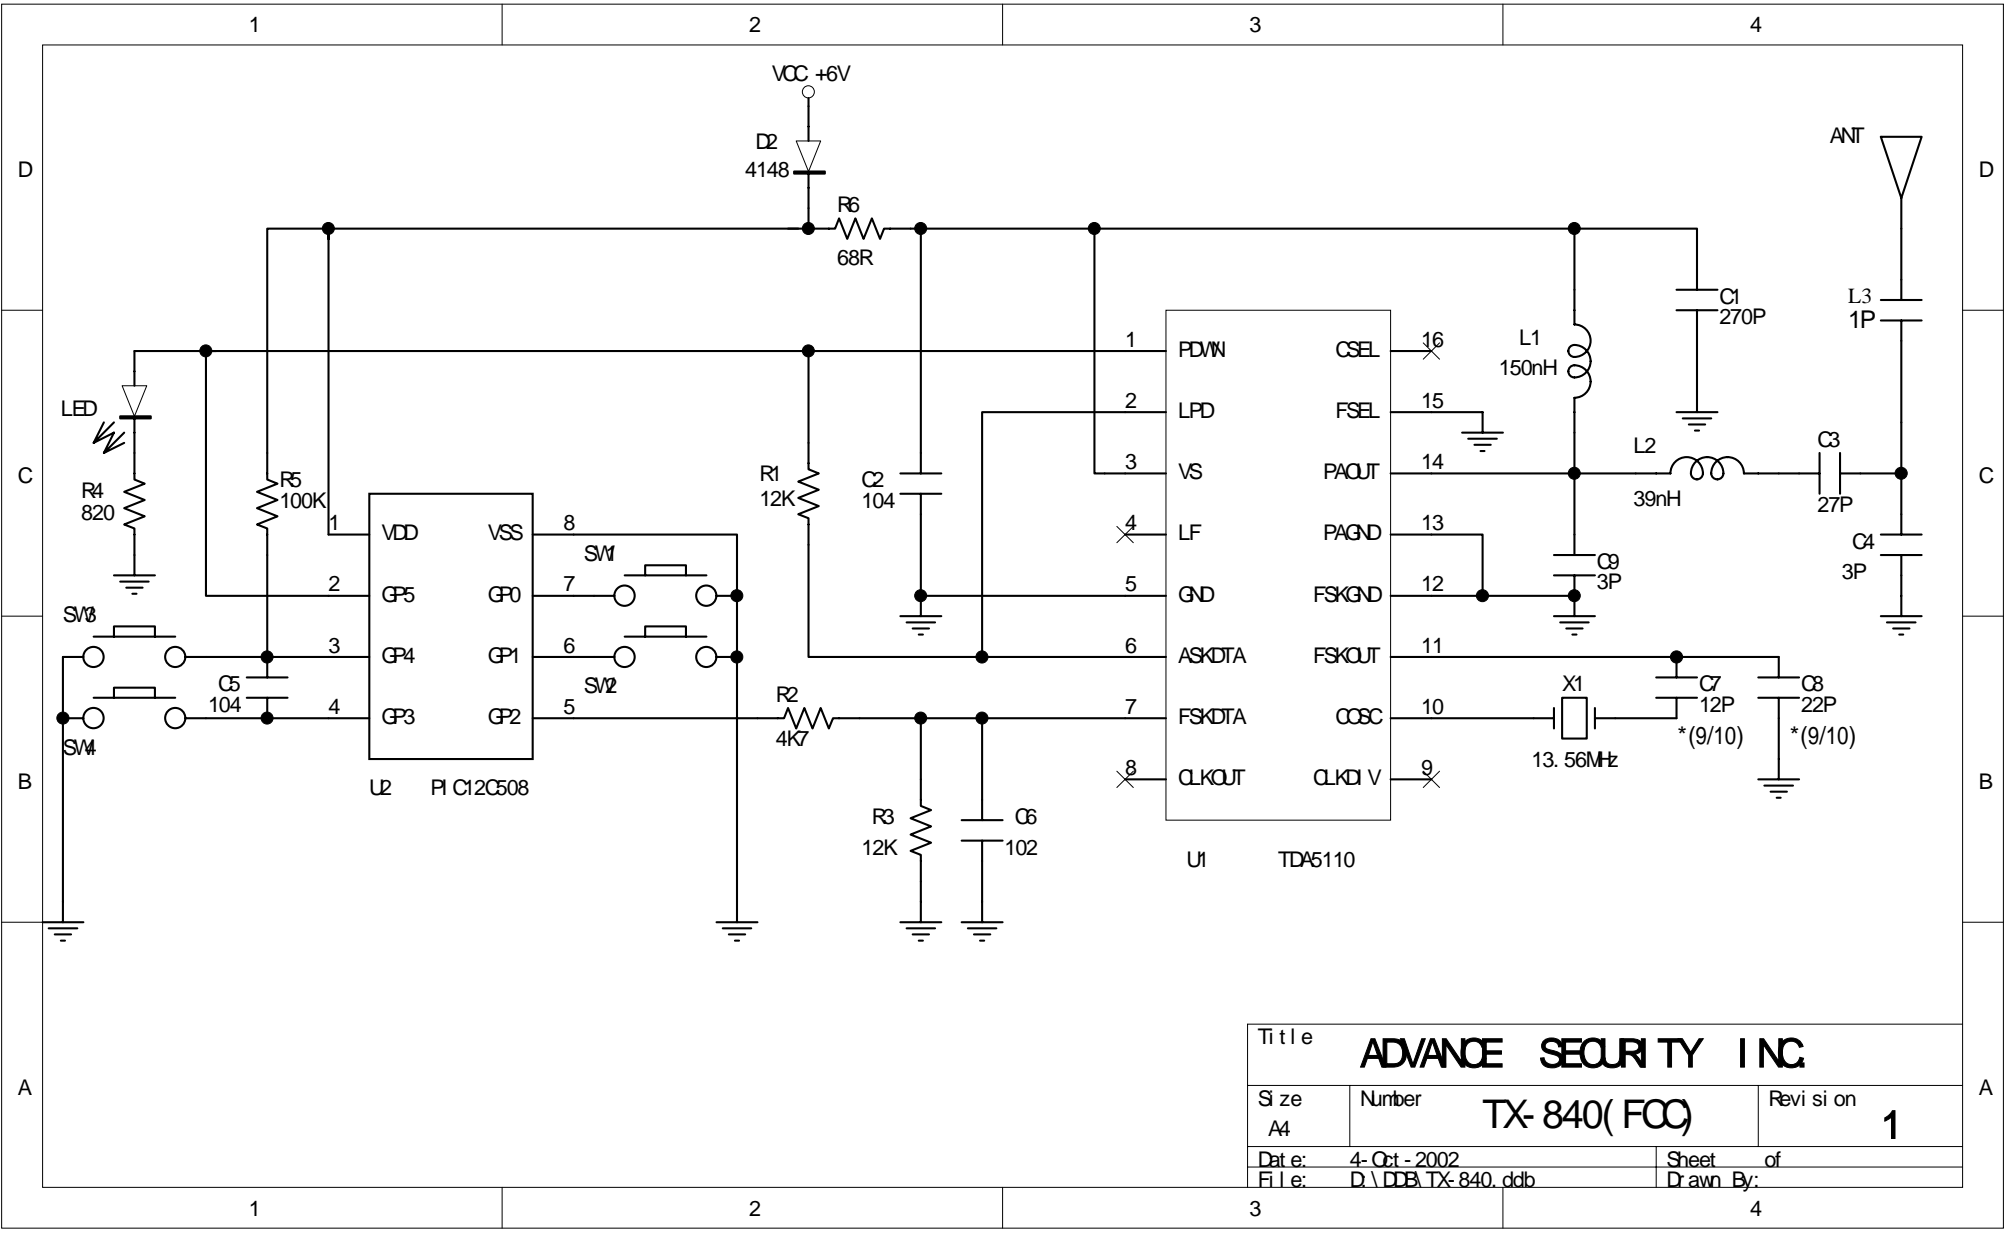 1 2 3 4
VCC +6V
D2
4148
ANT
D D
R6
68R
C1
270P
L3
1P
1 PDWN CSEL 16
L1
150nH
LED
2 LPD FSEL 15
L2
39nH
C3
27P
C C
R4
820
R5
100K
R1
12K
C2
104
3 VS PAOUT 14
1 VDD VSS 8
SW1
4 LF PAGND 13
C4
3P
C9
3P
2 GP5 GP0 7
5 GND FSKGND 12
SW3
3 GP4 GP1 6
6 ASKDTA FSKOUT 11
C5
104
SW2
R2
4K7
X1
13.56MHz
C7
12P
*(9/10)
C8
22P
*(9/10)
4 GP3 GP2 5
7 FSKDTA COSC 10
SW4
8 CLKOUT CLKDIV 9
B B
U2 PIC12C508
R3
12K
C6
102
U1 TDA5110
Title
ADVANCE SECURITY INC.
A A
Size
A4
Number
TX-840(FCC)
Revision
1
Date: 4-Oct-2002 Sheet of
File: D:\DDB\TX-840.ddb Drawn By:
1 2 3 4